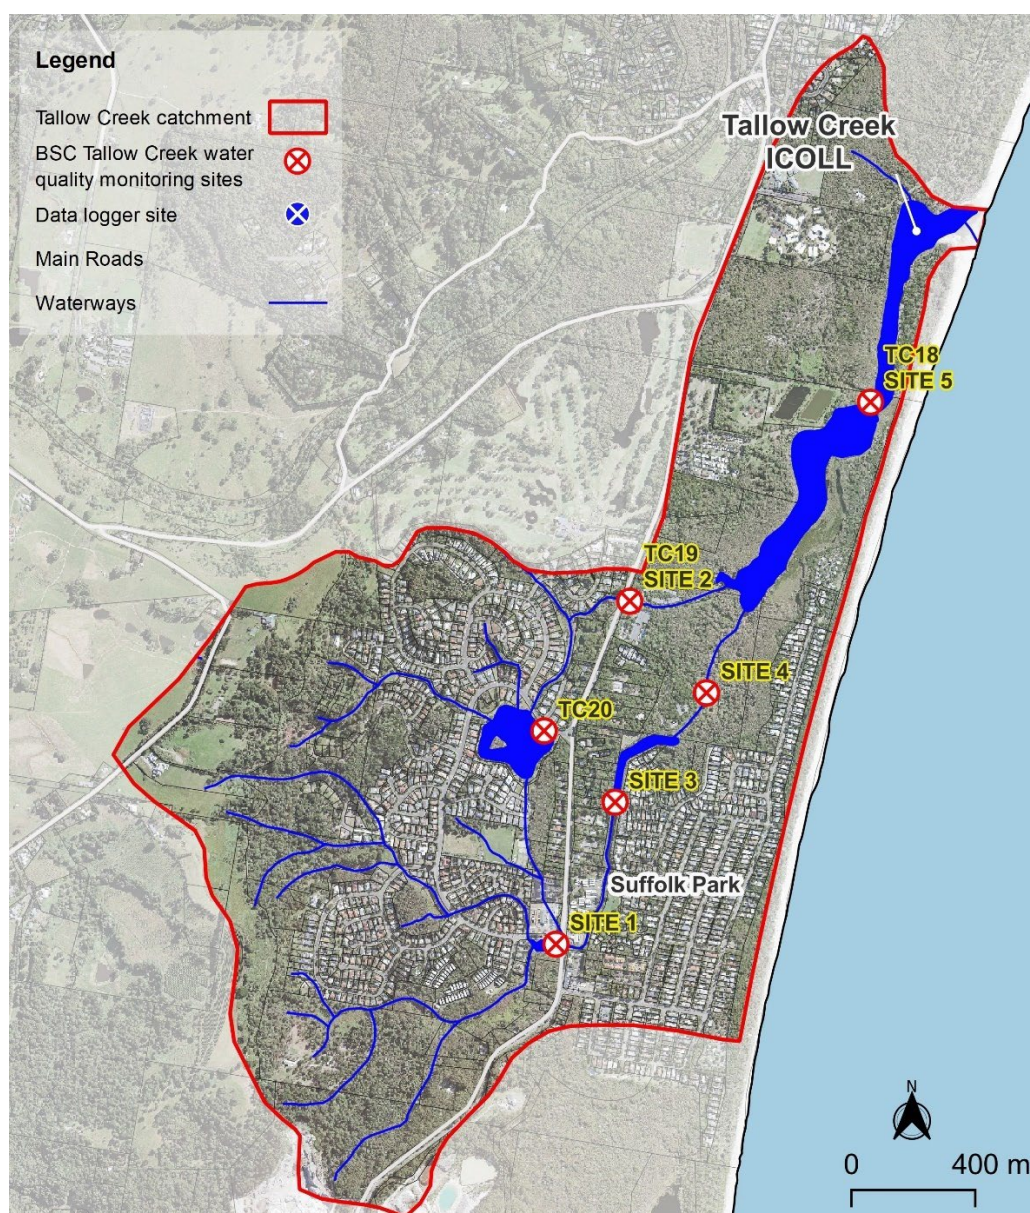 Legend
Tallow Creek catchment
BSC Tallow Creek water
quality monitoring sites
Data logger site
Main Roads
Waterways
Tallow Creek
ICOLL
TC18
SITE 5
TC19
SITE 2
SITE 4
TC20
SITE 3
Suffolk Park
SITE 1
N
0 400 m